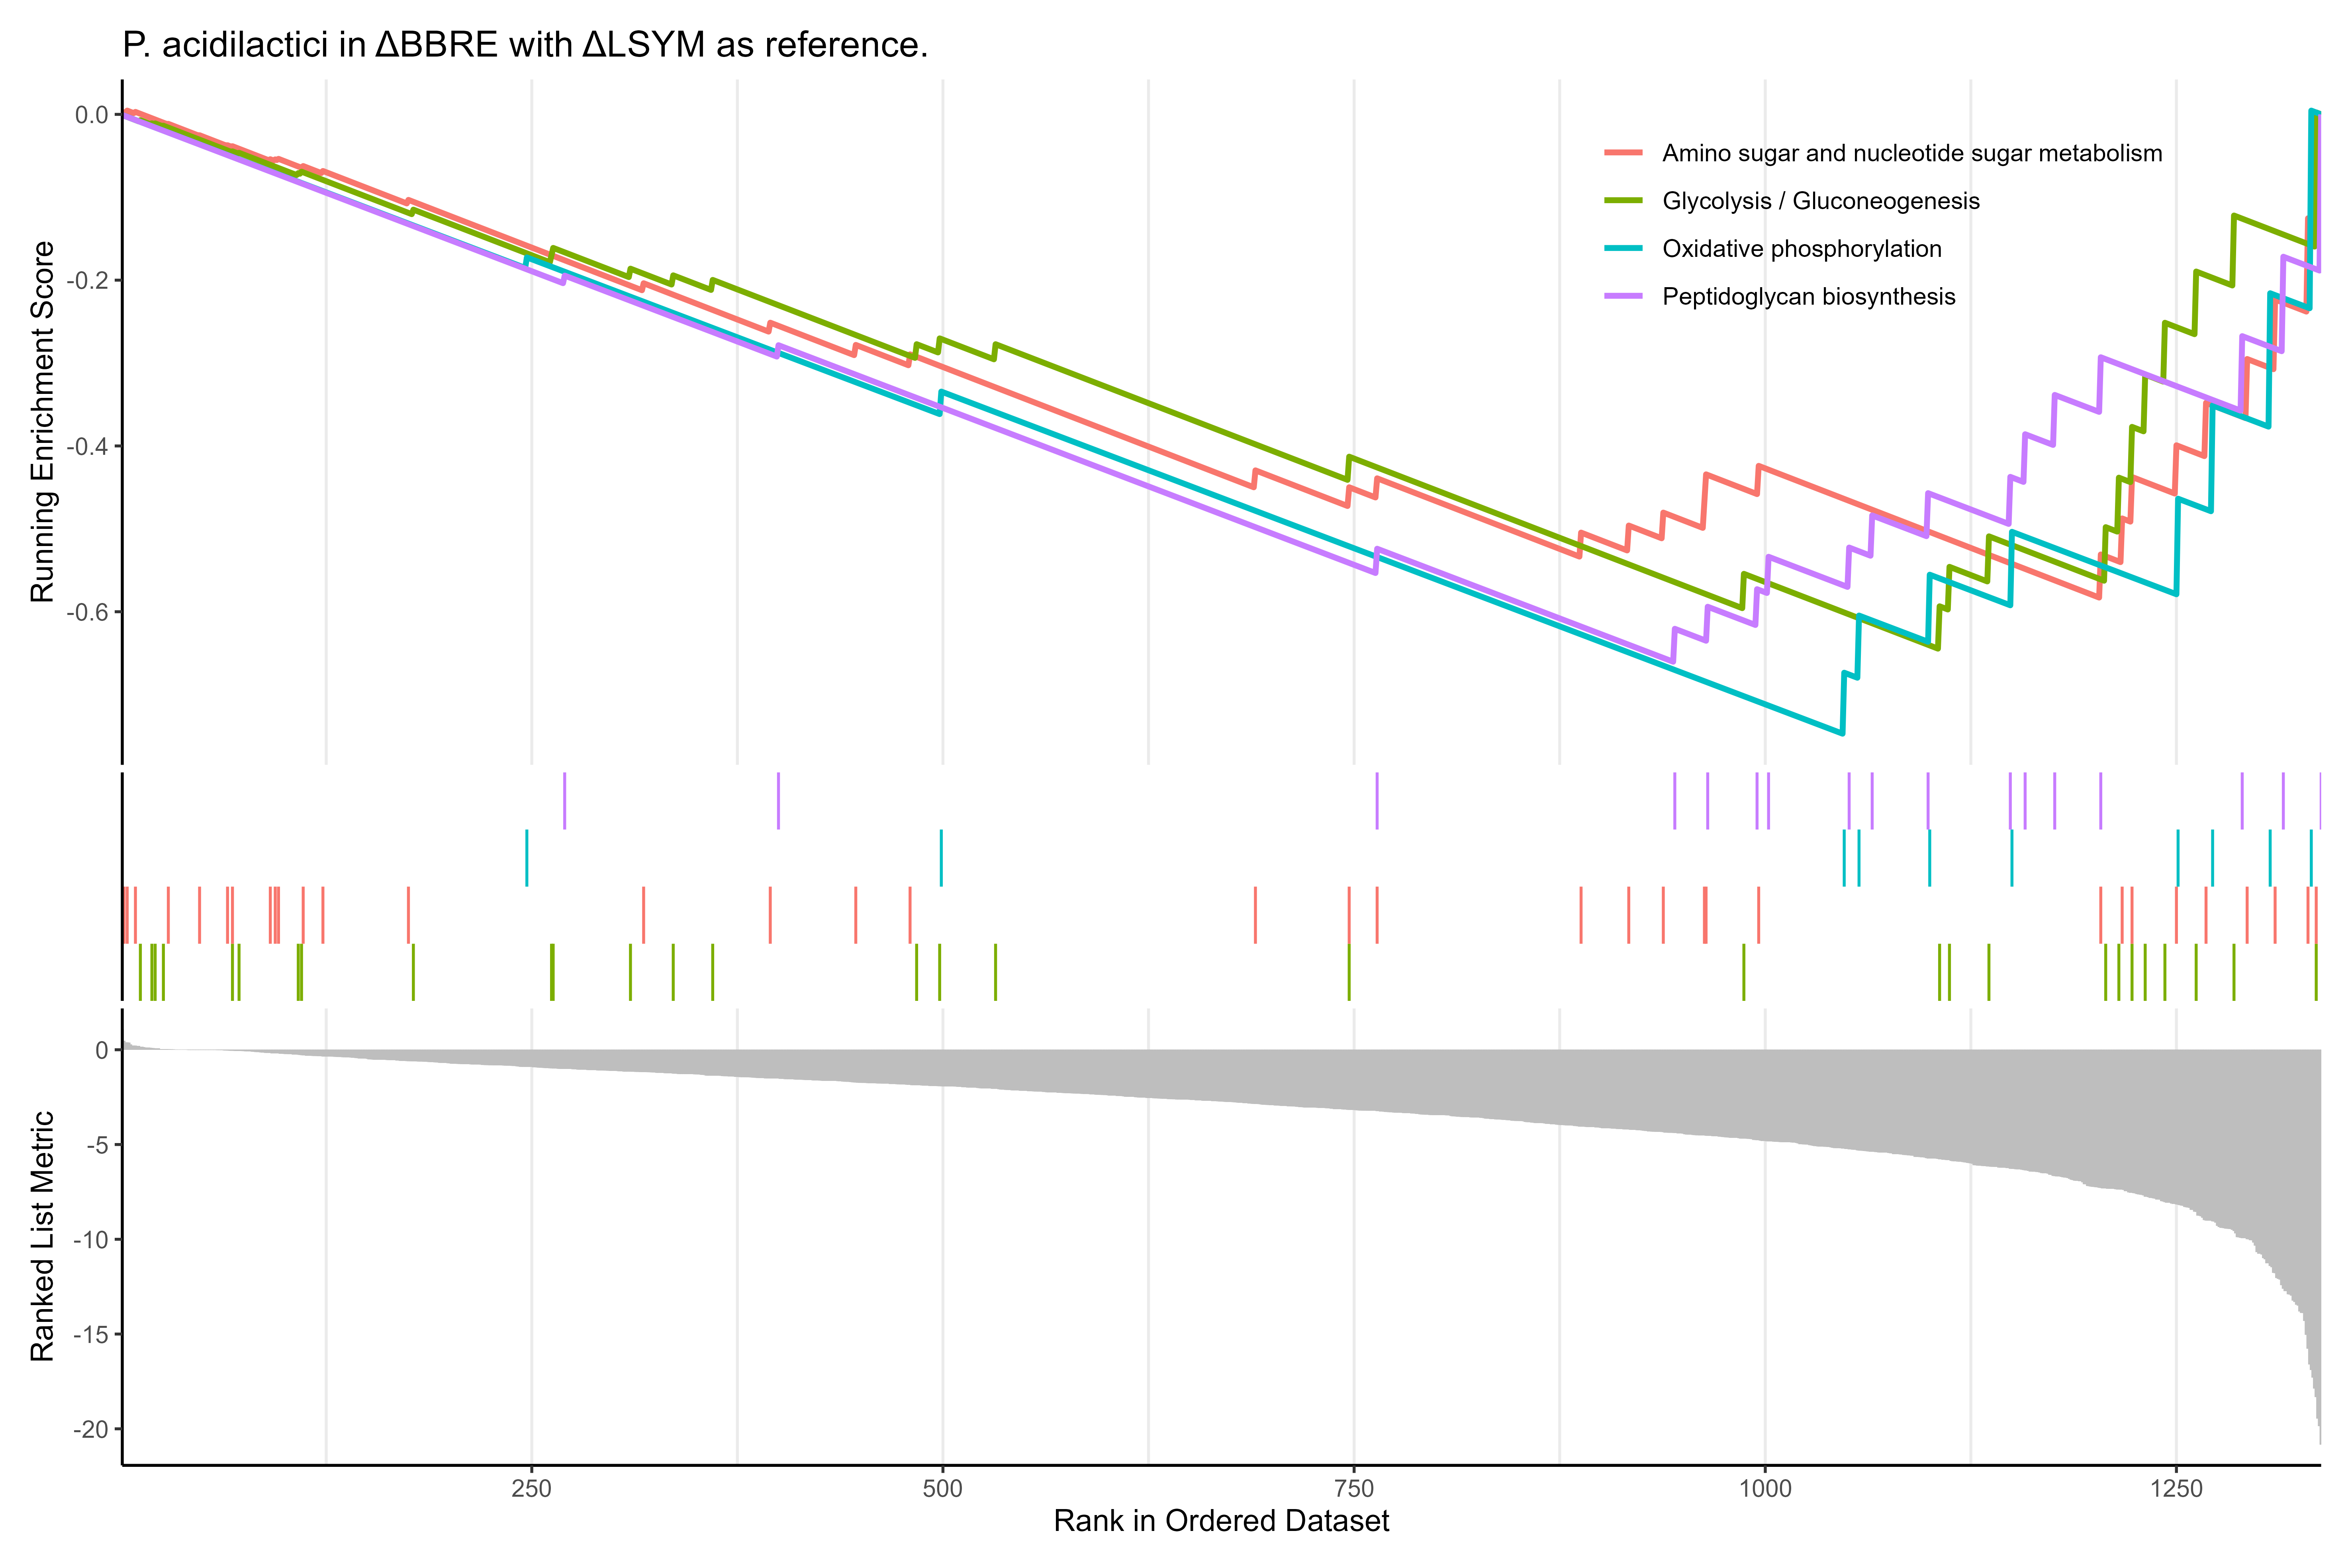 P. acidilactici in ΔBBRE with ΔLSYM as reference.
Running Enrichment Score
0.0
-0.2
-0.4
-0.6
Amino sugar and nucleotide sugar metabolism
Glycolysis / Gluconeogenesis
Oxidative phosphorylation
Peptidoglycan biosynthesis
Ranked List Metric
0
-5
-10
-15
-20
250 500 750 1000 1250
Rank in Ordered Dataset